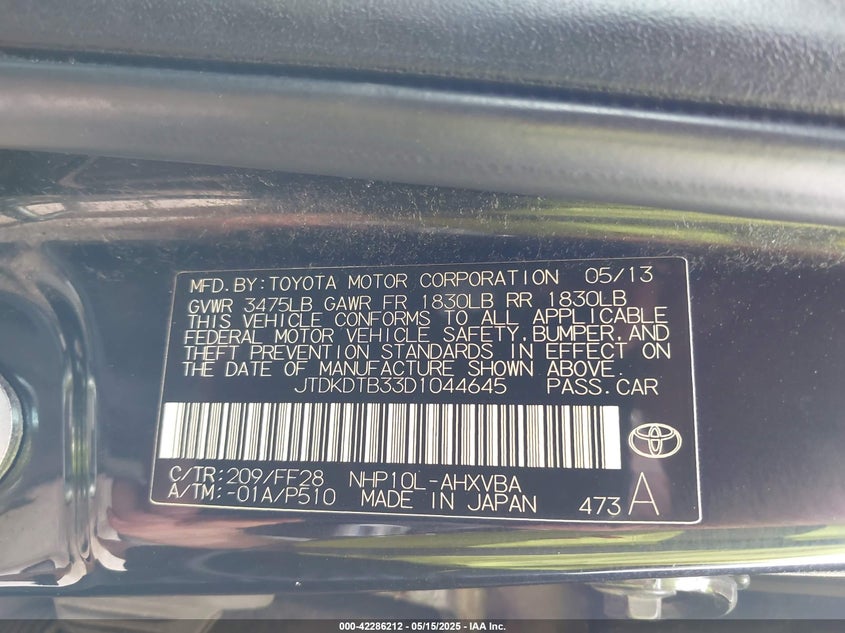 MFD.BY:TOYOTA MOTOR CORPORATION 05/13
GVWR 3475LB GAWR FR 1830LB RR 1830LB
THIS VEHICLE CONFORMS TO ALL APPLICABLE
FEDERAL MOTOR VEHICLE SAFETY,BUMPER,AND
THEFT PREVENTION STANDARDS IN EFFECT ON
THE DATE OF MANUFACTURE SHOWN ABOVE.
JTDKDTB33D1044645 PASS.CAR
C/TR:209/FF28 NHP10L-AHXVBA
A/TM:-01A/P510 MADE IN JAPAN 473 A
000-42286212 - 05/15/2025 - IAA Inc.